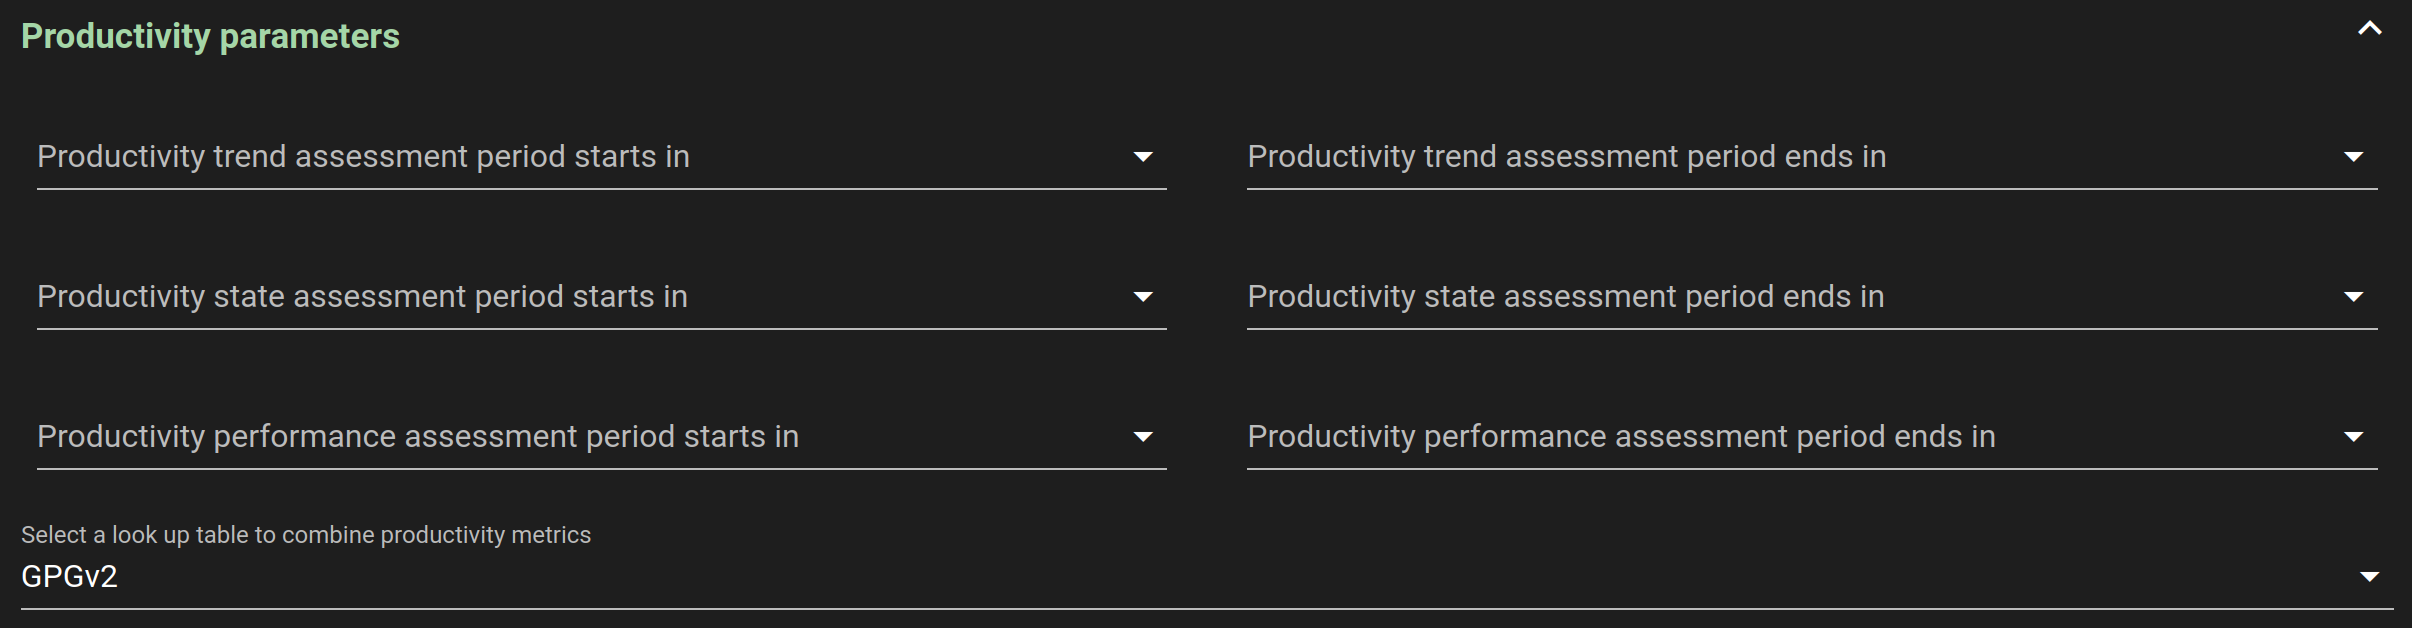 Productivity parameters
Productivity trend assessment period starts in
Productivity trend assessment period ends in
Productivity state assessment period starts in
Productivity state assessment period ends in
Productivity performance assessment period starts in
Productivity performance assessment period ends in
Select a look up table to combine productivity metrics
GPGv2